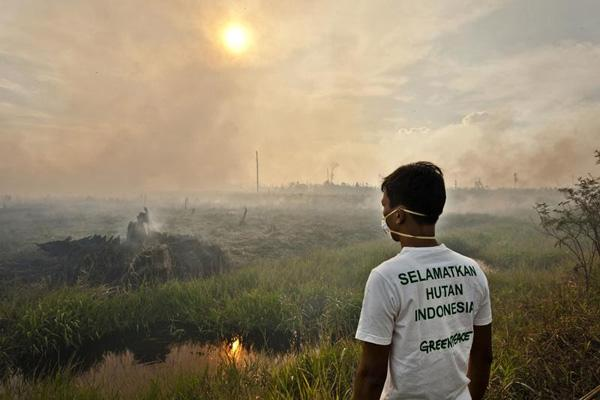 SELAMATKAN
HUTAN
INDONESIA
GREENPEACE